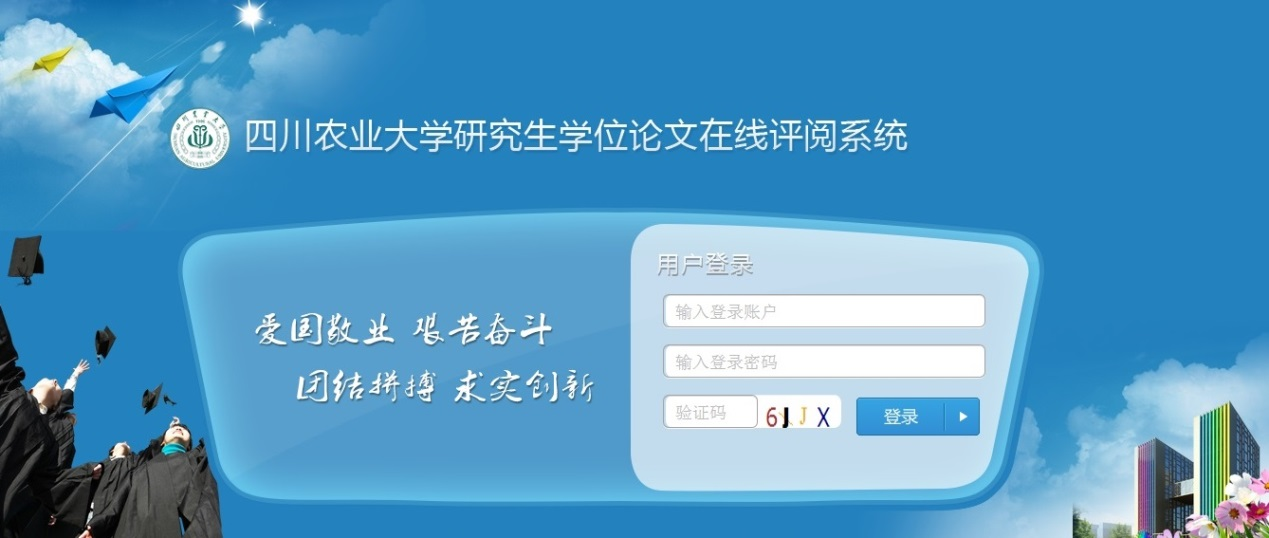 四川农业大学研究生学位论文在线评阅系统
用户登录
输入登录账户
爱国敬业 艰苦奋斗
输入登录密码
团结拼搏 求实创新
验证码
6JJX
登录